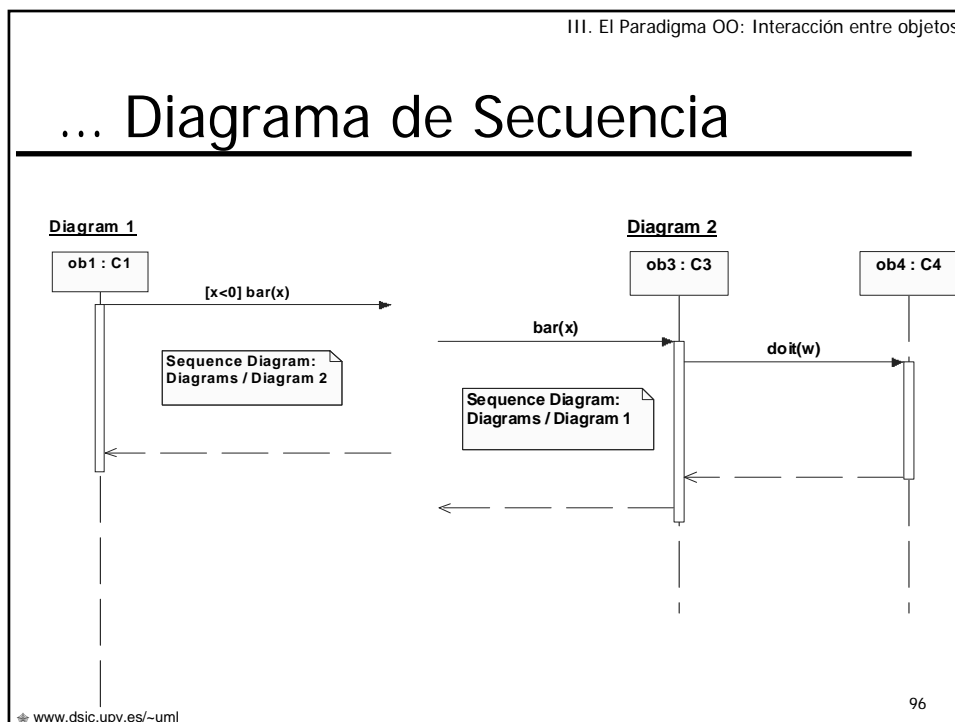 III. El Paradigma OO: Interacción entre objetos
... Diagrama de Secuencia
Diagram 1
ob1 : C1
[x<0] bar(x)
Sequence Diagram:
Diagrams / Diagram 2
Diagram 2
ob3 : C3
ob4 : C4
bar(x)
doit(w)
Sequence Diagram:
Diagrams / Diagram 1
www.dsic.upv.es/~uml
96